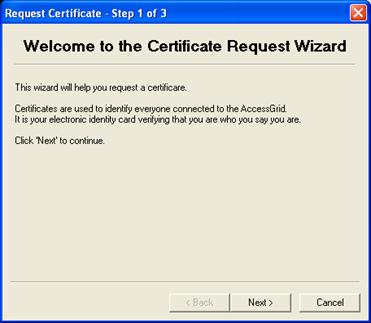 Request Certificate - Step 1 of 3
Welcome to the Certificate Request Wizard
This wizard will help you request a certificare.
Certificates are used to identify everyone connected to the AccessGrid.
It is your electronic identity card verifying that you are who you say you are.
Click 'Next' to continue.
< Back Next > Cancel